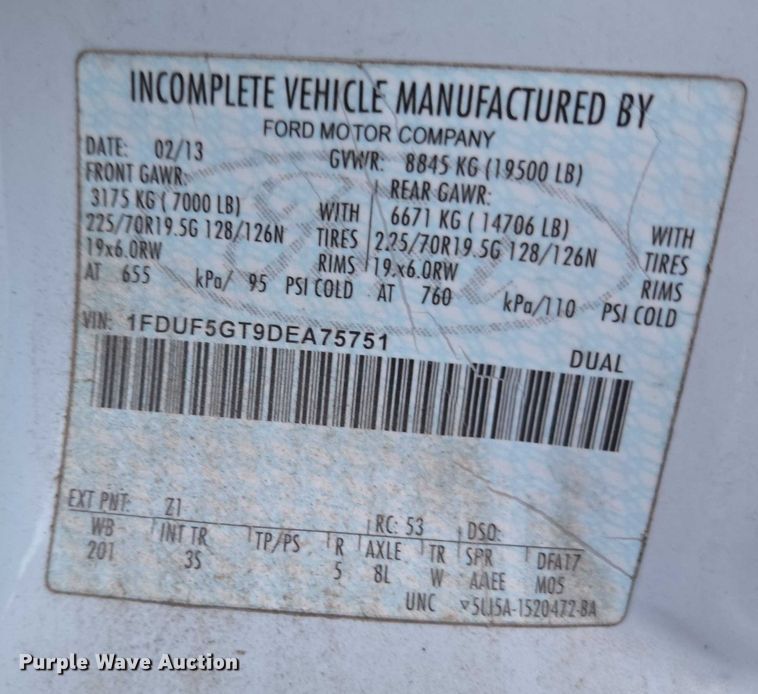 INCOMPLETE VEHICLE MANUFACTURED BY
FORD MOTOR COMPANY
DATE: 02/13 GVWR: 8845 KG (19500 LB)
FRONT GAWR: REAR GAWR:
3175 KG ( 7000 LB) WITH 6671 KG ( 14706 LB) WITH
225/70R19.5G 128/126N TIRES 225/70R19.5G 128/126N TIRES
19x6.0RW RIMS 19.x6.0RW RIMS
AT 655 kPa/ 95 PSI COLD AT 760 kPa/110 PSI COLD
VIN: 1FDUF5GT9DEA75751 DUAL
EXT PNT: Z1 RC: 53 DSO:
WB INT TR TP/PS R AXLE TR SPR DFA17
201 3S 5 8L W AAEE M05
UNC 5U5A-1520472-BA
Purple Wave Auction